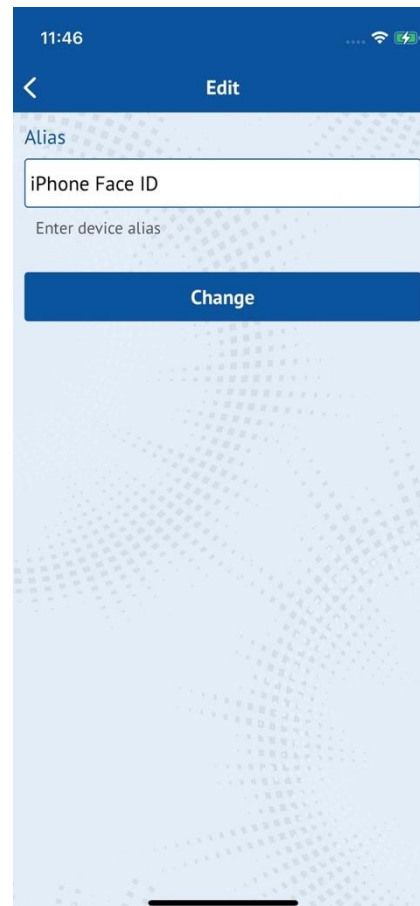 11:46
Edit
Alias
iPhone Face ID
Enter device alias
Change